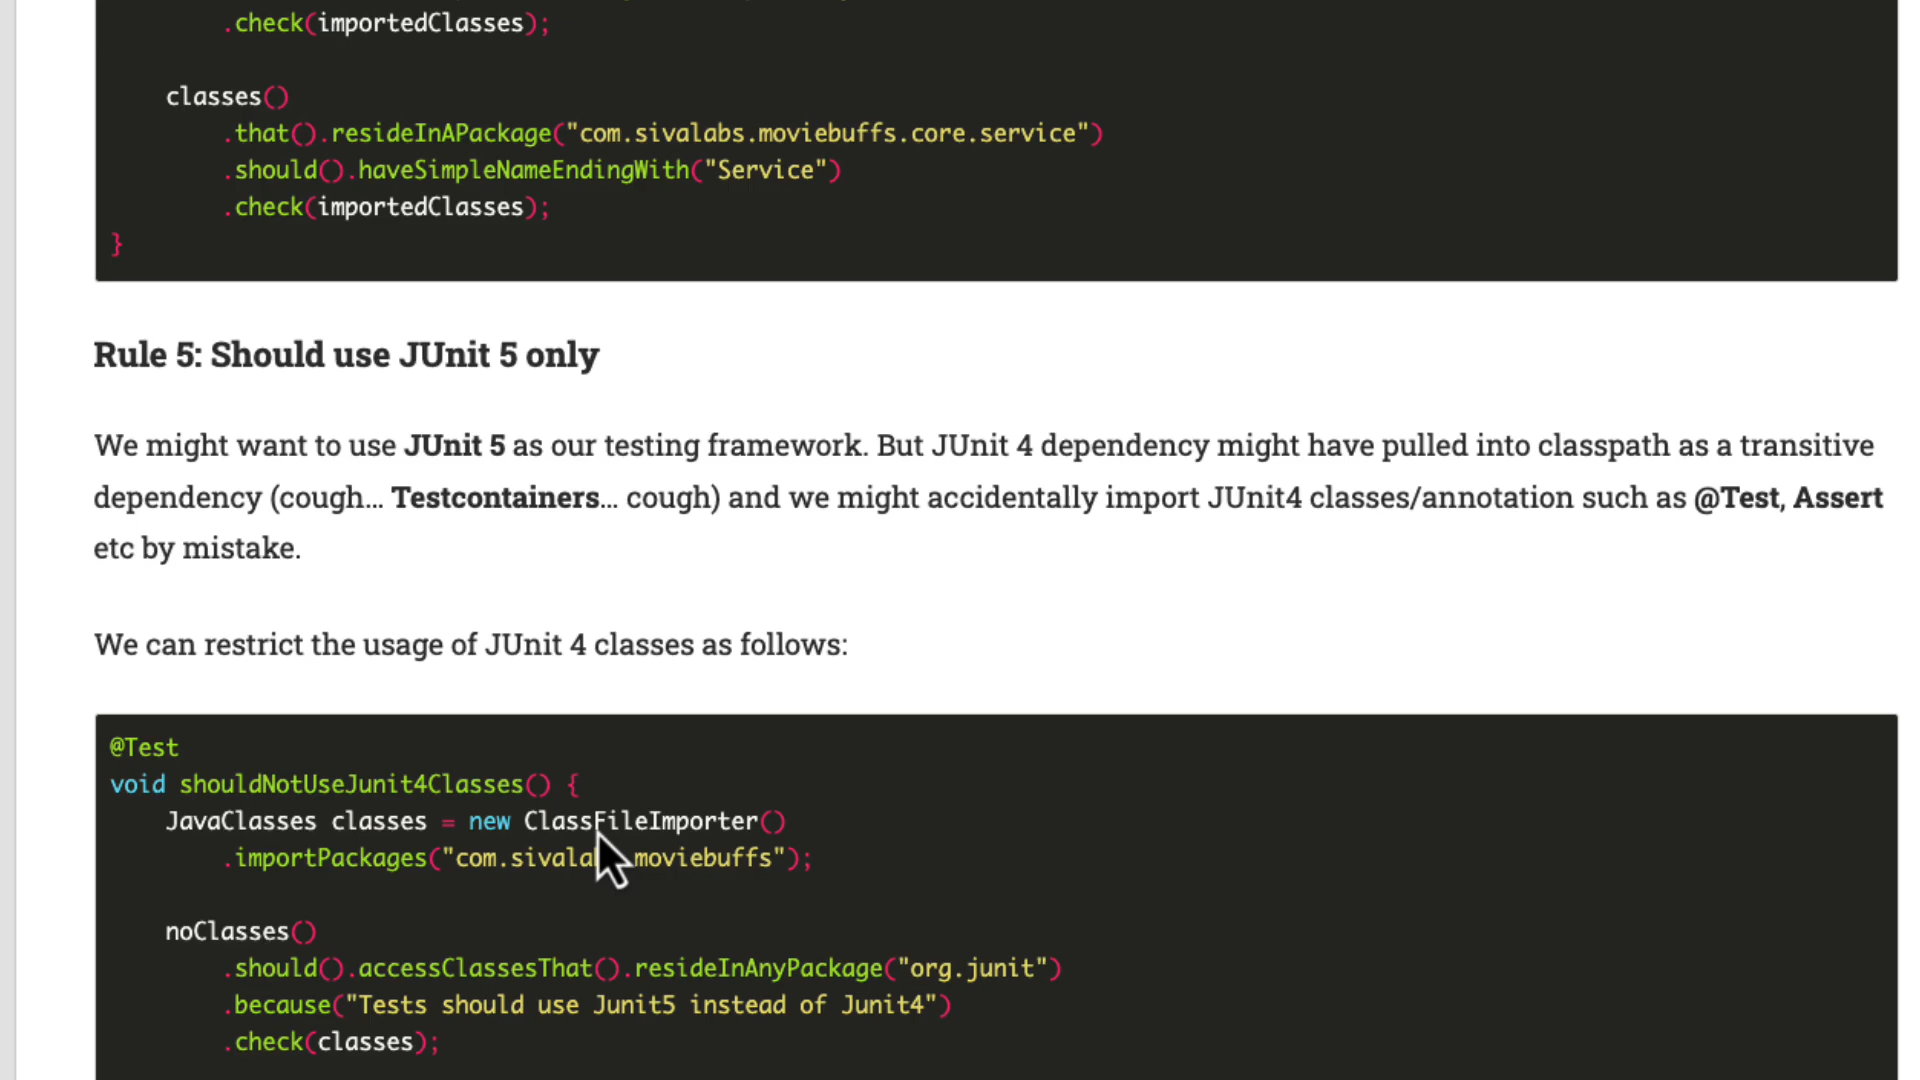 .check(importedClasses);
classes()
.that().resideInAPackage("com.sivalabs.moviebuffs.core.service")
.should().haveSimpleNameEndingWith("Service")
.check(importedClasses);
}
Rule 5: Should use JUnit 5 only
We might want to use JUnit 5 as our testing framework. But JUnit 4 dependency might have pulled into classpath as a transitive
dependency (cough... Testcontainers... cough) and we might accidentally import JUnit4 classes/annotation such as @Test, Assert
etc by mistake.
We can restrict the usage of JUnit 4 classes as follows:
@Test
void shouldNotUseJunit4Classes() {
JavaClasses classes = new ClassFileImporter()
.importPackages("com.sivalabs.moviebuffs");
noClasses()
.should().accessClassesThat().resideInAnyPackage("org.junit")
.because("Tests should use Junit5 instead of Junit4")
.check(classes);